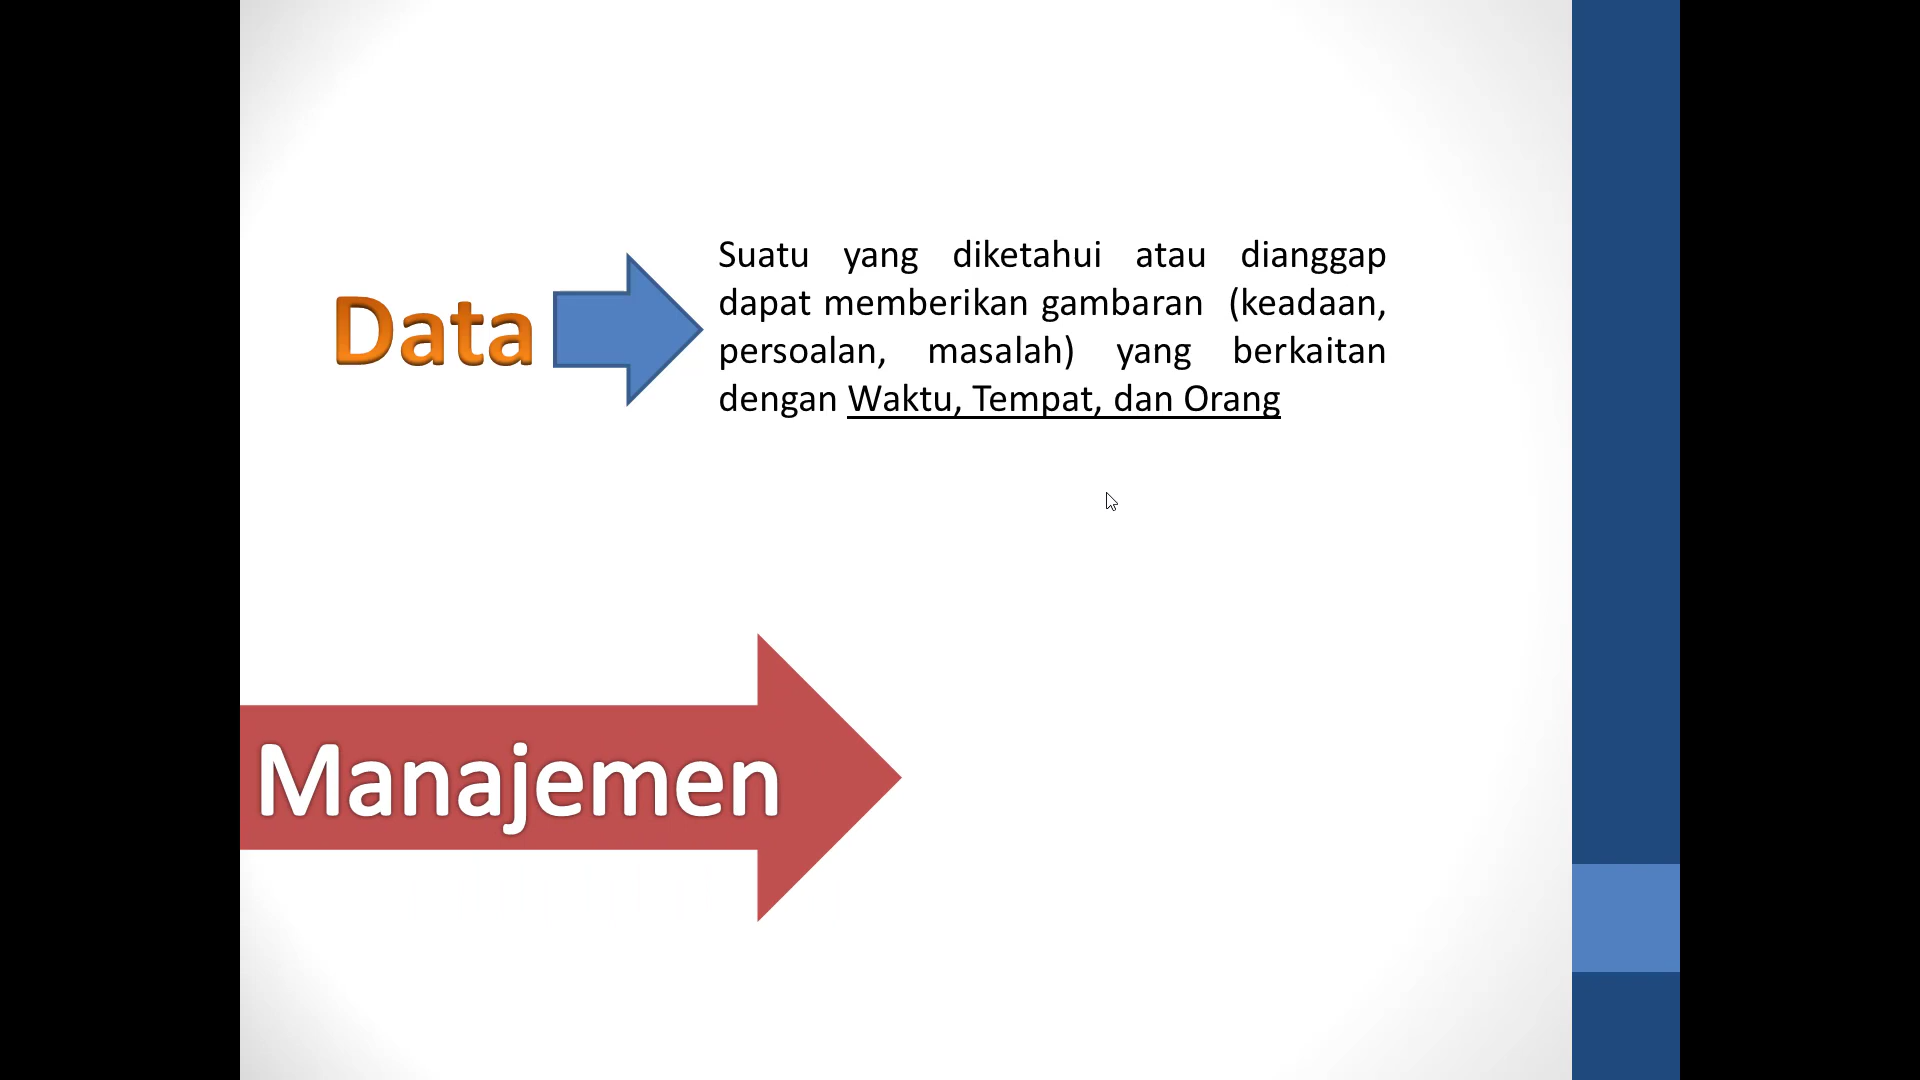 Data
Suatu yang diketahui atau dianggap
dapat memberikan gambaran (keadaan,
persoalan, masalah) yang berkaitan
dengan Waktu, Tempat, dan Orang
Manajemen